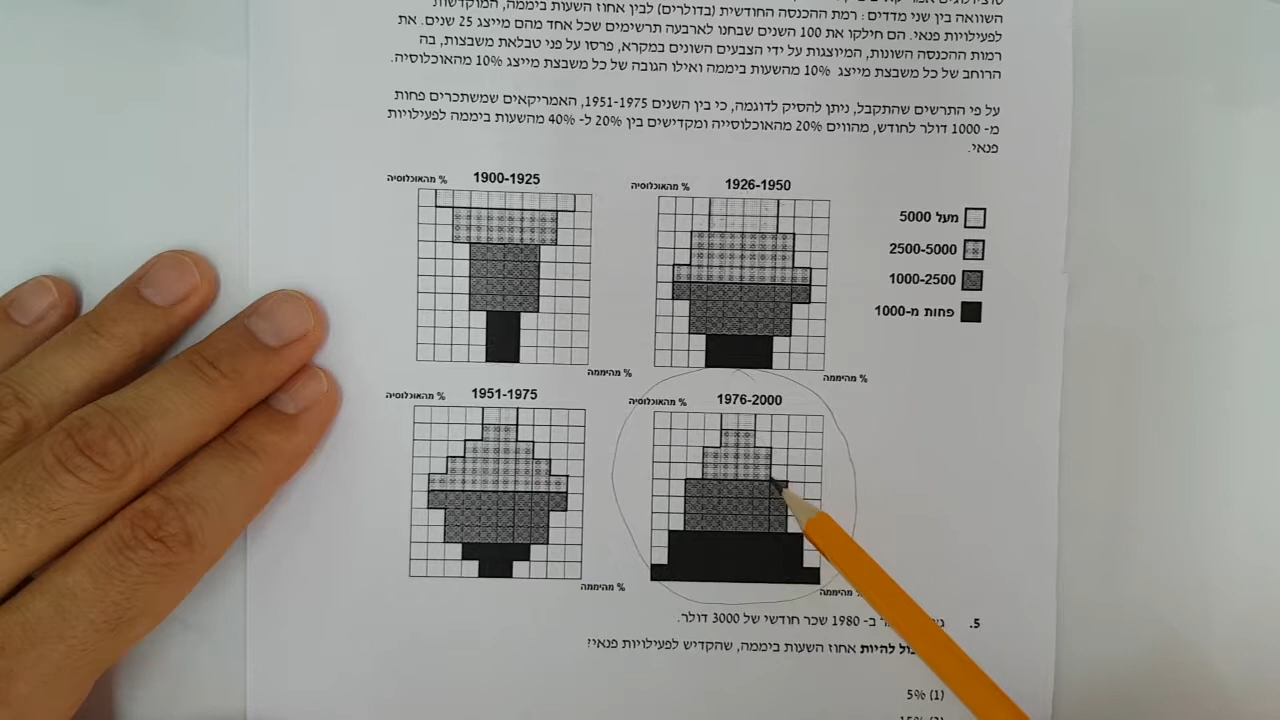 השוואה בין שני מדדים: רמת ההכנסה החודשית (בדולרים) לבין אחוז השעות ביממה, המוקדשות
לפעילויות פנאי. הם חילקו את 100 השנים שבחנו לארבעה תרשימים שכל אחד מהם מייצג 25 שנים. את
רמות ההכנסה השונות, המיוצגות על ידי הצבעים השונים במקרא, פרסו על פני טבלאת משבצות, בה
הרוחב של כל משבצת מייצג 10% מהשעות ביממה ואילו הגובה של כל משבצת מייצג 10% מהאוכלוסיה.
על פי התרשים שהתקבל, ניתן להסיק לדוגמה, כי בין השנים 1951-1975, האמריקאים שמשתכרים פחות
מ- 1000 דולר לחודש, מהווים 20% מהאוכלוסייה ומקדישים בין 20% ל- 40% מהשעות ביממה לפעילויות
פנאי.
% מהאוכלוסיה 1926-1950
% מהאוכלוסיה 1900-1925
מעל 5000
2500-5000
1000-2500
פחות מ-1000
% מהיממה
% מהיממה
% מהאוכלוסיה 1976-2000
% מהאוכלוסיה 1951-1975
מהיממה
% מהיממה
5. ב- 1980 שכר חודשי של 3000 דולר.
להיות אחוז השעות ביממה, שהקדיש לפעילויות פנאי?
(1) 5%